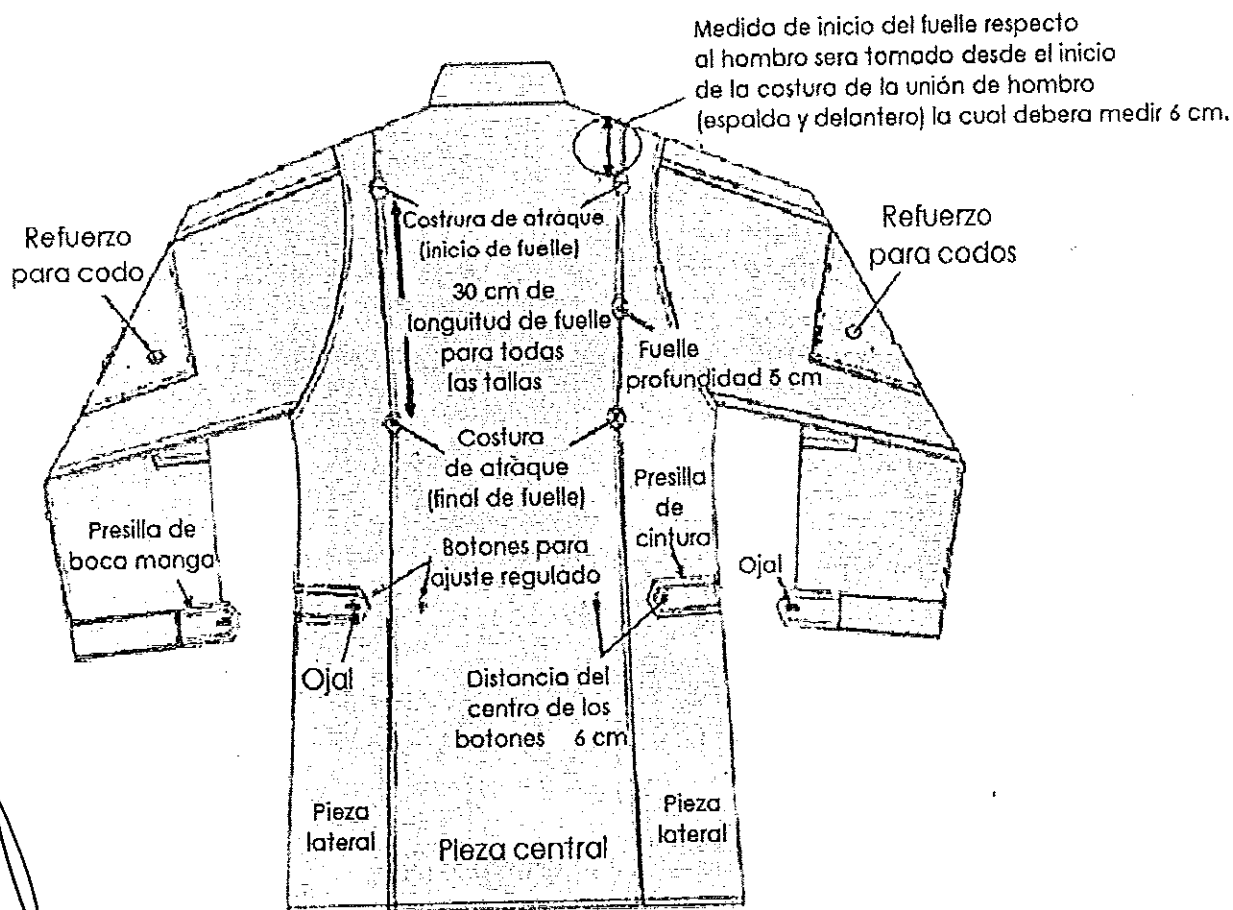 Medida de inicio del fuelle respecto
al hombro sera tomado desde el inicio
de la costura de la unión de hombro
(espalda y delantero) la cual debera medir 6 cm.
Refuerzo
para codo
Costrura de atráque
(inicio de fuelle)
Refuerzo
para codos
30 cm de
longuitud de fuelle
para todas
las tallas
Fuelle
profundidad 5 cm
Costura
de atráque
(final de fuelle)
Presilla
de
cintura
Presilla de
boca manga
Botones para
ajuste regulado
Ojal
Ojal
Distancia del
centro de los
botones 6 cm
Pieza
lateral
Pieza central
Pieza
lateral